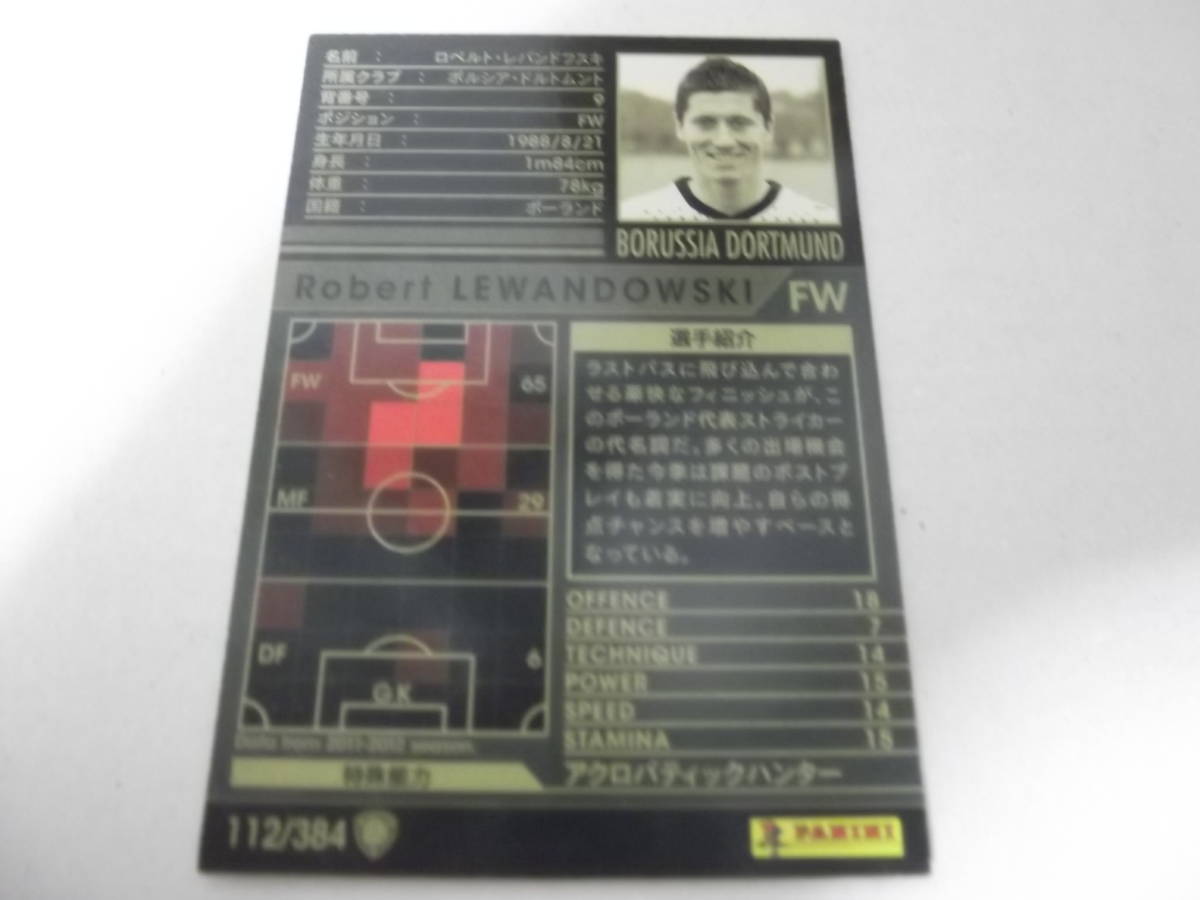 名前 : ロベルト・レバンドフスキ
所属クラブ : ボルシア・ドルトムント
背番号 : 9
ポジション : FW
生年月日 : 1988/8/21
身長 : 1m84cm
体重 : 78kg
国籍 : ポーランド
BORUSSIA DORTMUND
Robert LEWANDOWSKI FW
FW 65
MF 29
DF 6
GK
Data from 2011-2012 season.
選手紹介
ラストパスに飛び込んで合わ
せる豪快なフィニッシュが、こ
のポーランド代表ストライカー
の代名詞だ。多くの出場機会
を得た今季は課題のポストプ
レイも着実に向上。自らの得
点チャンスを増やすベースと
なっている。
OFFENCE 18
DEFENCE 7
TECHNIQUE 14
POWER 15
SPEED 14
STAMINA 15
特殊能力 アクロバティックハンター
112/384
PANINI